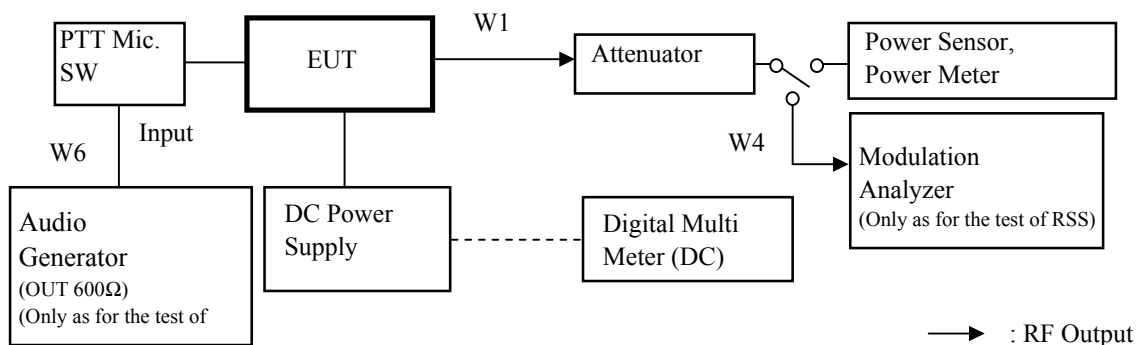 PTT Mic.
SW
EUT
W1
Attenuator
Power Sensor,
Power Meter
Input
W6
W4
Modulation
Analyzer
(Only as for the test of RSS)
Audio
Generator
(OUT 600Ω)
(Only as for the test of
DC Power
Supply
Digital Multi
Meter (DC)
: RF Output